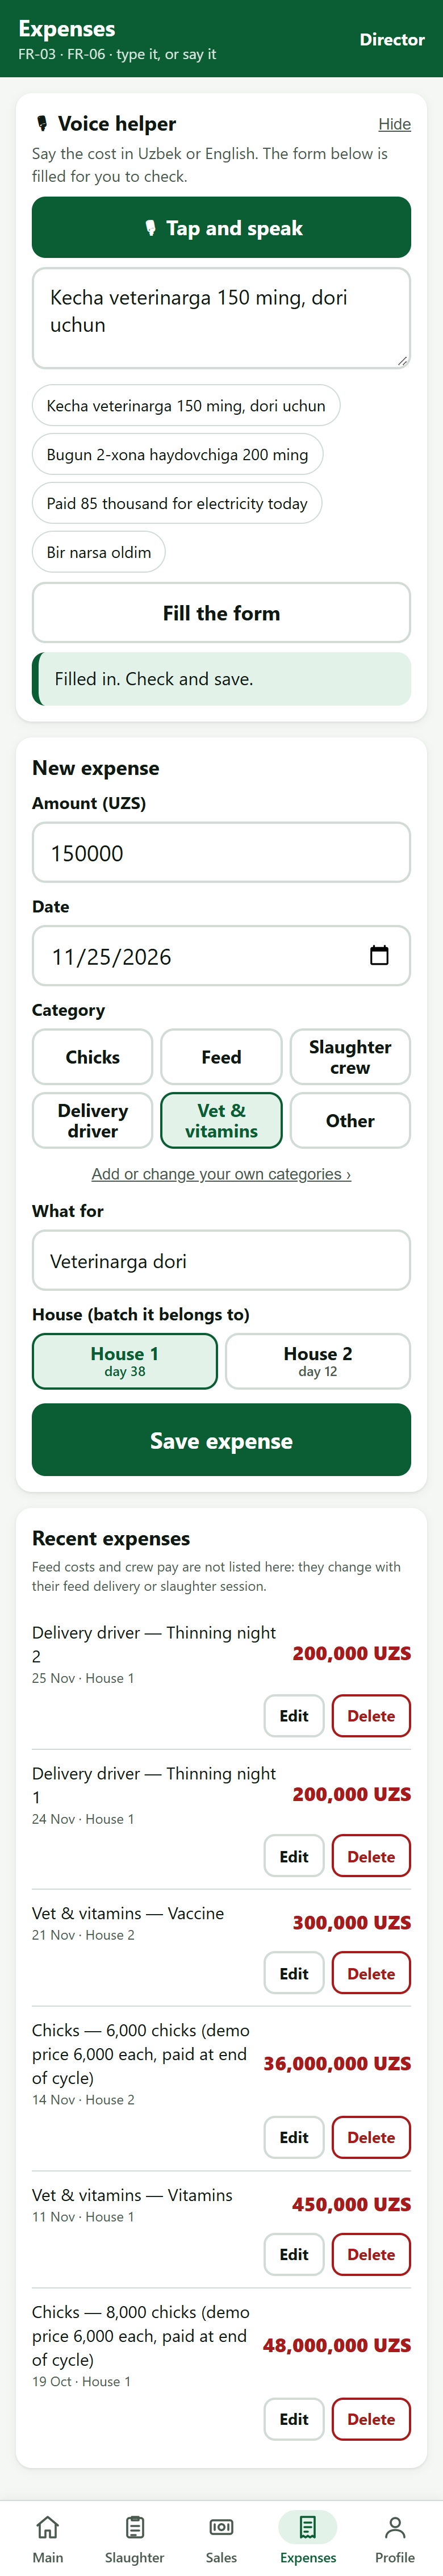 Expenses
FR-03 · FR-06 · type it, or say it
Director
Voice helper
Hide
Say the cost in Uzbek or English. The form below is
filled for you to check.
Tap and speak
Kecha veterinarga 150 ming, dori
uchun
Kecha veterinarga 150 ming, dori uchun
Bugun 2-xona haydovchiga 200 ming
Paid 85 thousand for electricity today
Bir narsa oldim
Fill the form
Filled in. Check and save.
New expense
Amount (UZS)
150000
Date
11/25/2026
Category
Chicks
Feed
Slaughter
crew
Delivery
driver
Vet &
vitamins
Other
Add or change your own categories ›
What for
Veterinarga dori
House (batch it belongs to)
House 1
day 38
House 2
day 12
Save expense
Recent expenses
Feed costs and crew pay are not listed here: they change with
their feed delivery or slaughter session.
Delivery driver — Thinning night
2
200,000 UZS
25 Nov · House 1
Edit
Delete
Delivery driver — Thinning night
1
200,000 UZS
24 Nov · House 1
Edit
Delete
Vet & vitamins — Vaccine
300,000 UZS
21 Nov · House 2
Edit
Delete
Chicks — 6,000 chicks (demo
price 6,000 each, paid at end
of cycle)
36,000,000 UZS
14 Nov · House 2
Edit
Delete
Vet & vitamins — Vitamins
450,000 UZS
11 Nov · House 1
Edit
Delete
Chicks — 8,000 chicks (demo
price 6,000 each, paid at end
of cycle)
48,000,000 UZS
19 Oct · House 1
Edit
Delete
Main
Slaughter
Sales
Expenses
Profile